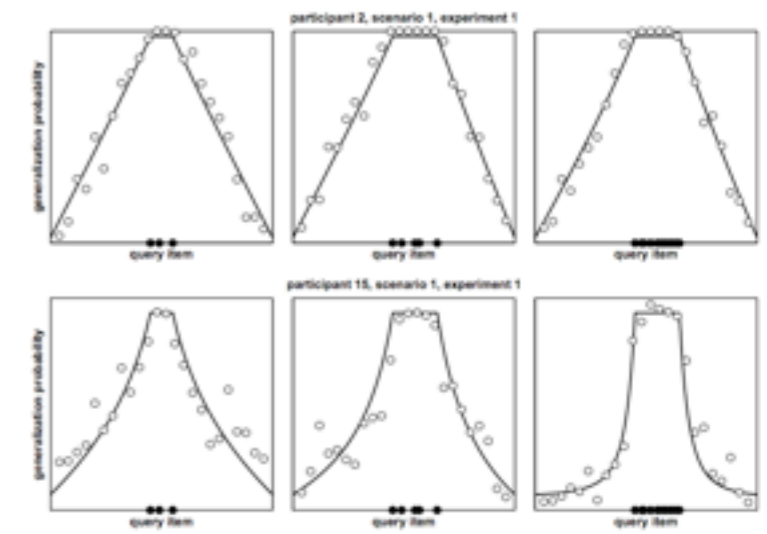 participant 2, scenario 1, experiment 1
generalization probability
query item
query item
query item
participant 15, scenario 1, experiment 1
generalization probability
query item
query item
query item